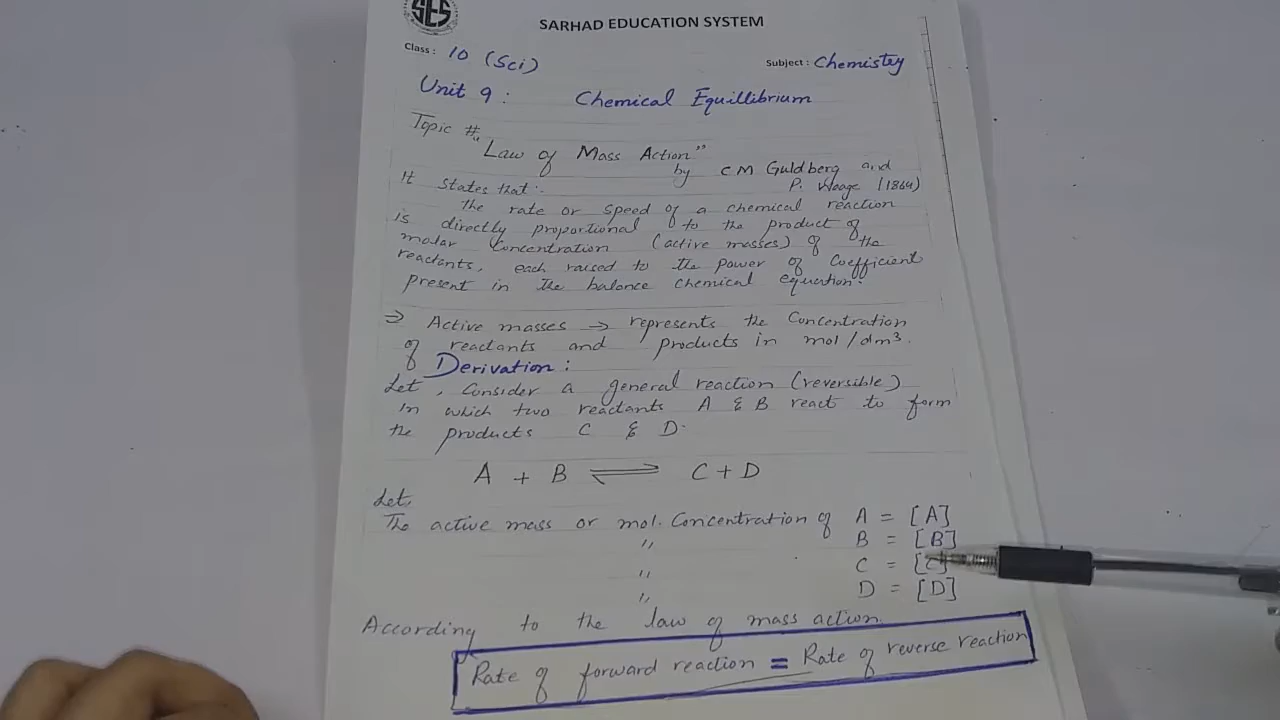 SES
SARHAD EDUCATION SYSTEM
Class : 10 (Sci)
Subject : Chemistry
Unit 9 : Chemical Equillibrium
Topic #
"Law of Mass Action"
by CM Guldberg and
P. Waage (1864)
It states that:-
the rate or speed of a chemical reaction
is directly proportional to the product of
molar concentration (active masses) of the
reactants, each raised to the power of coefficient
present in the balance chemical equation.
⇒ Active masses → represents the Concentration
of reactants and products in mol/dm³.
Derivation :
Let, Consider a general reaction (reversible)
in which two reactants A & B react to form
the products C & D.
A + B ⇌ C + D
Let,
The active mass or mol. Concentration of A = [A]
" B = [B]
" C = [C]
" D = [D]
According to the law of mass action.
Rate of forward reaction = Rate of reverse reaction